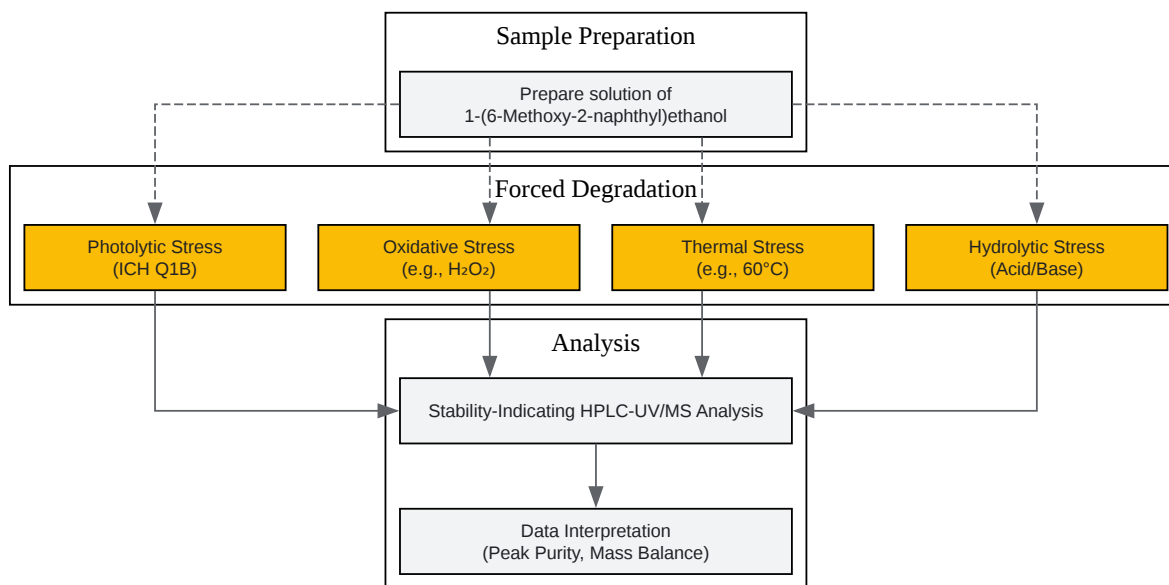 Sample Preparation
Prepare solution of
1-(6-Methoxy-2-naphthyl)ethanol
Forced Degradation
Photolytic Stress
(ICH Q1B)
Oxidative Stress
(e.g., H₂O₂)
Thermal Stress
(e.g., 60°C)
Hydrolytic Stress
(Acid/Base)
Analysis
Stability-Indicating HPLC-UV/MS Analysis
Data Interpretation
(Peak Purity, Mass Balance)